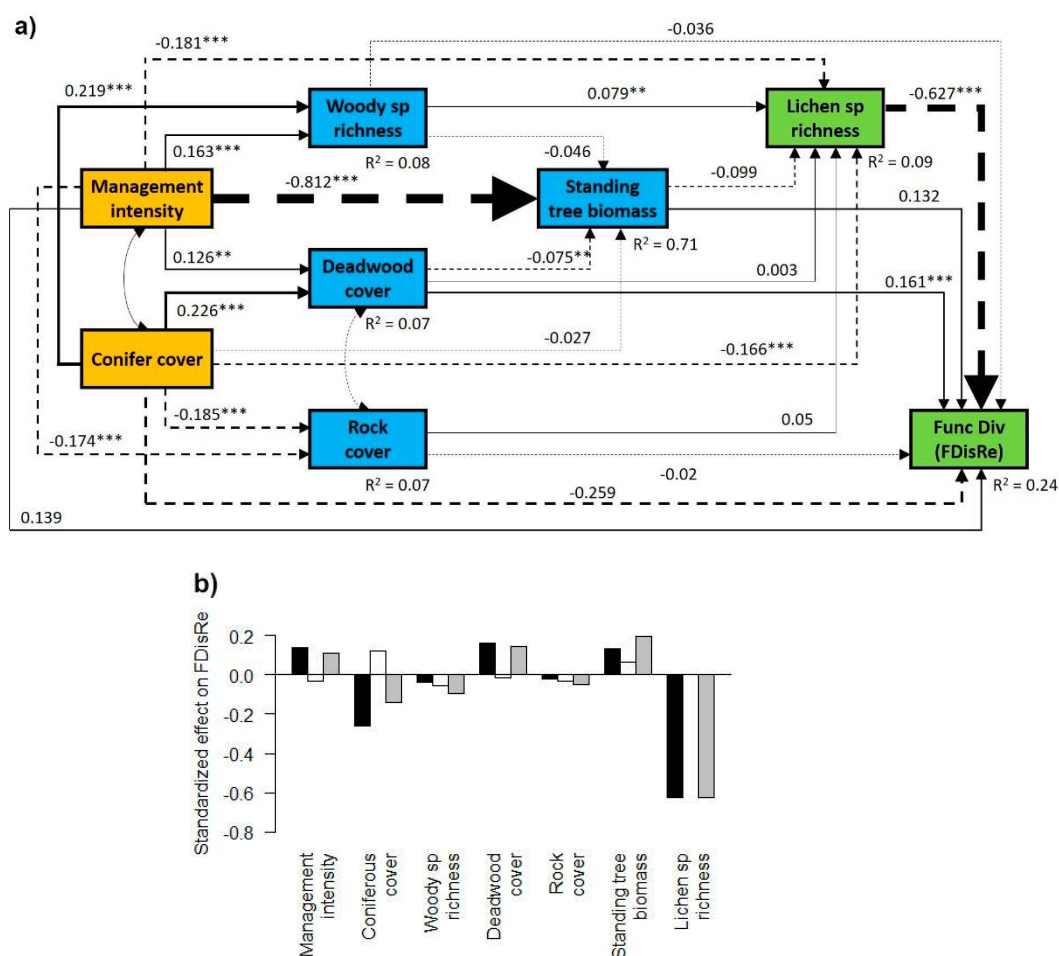 a)
-0.036
-0.181***
0.219***
Woody sp
richness
0.079**
Lichen sp
richness
-0.627***
0.163***
R² = 0.08
-0.046
R² = 0.09
Management
intensity
-0.812***
Standing
tree biomass
-0.099
0.132
R² = 0.71
0.126**
Deadwood
cover
-0.075**
0.003
0.161***
0.226***
R² = 0.07
-0.027
Conifer cover
-0.166***
-0.185***
Rock
cover
0.05
Func Div
(FDisRe)
-0.174***
R² = 0.07
-0.02
R² = 0.24
-0.259
0.139
b)
Standardized effect on FDisRe
0.2
0.0
-0.2
-0.4
-0.6
-0.8
Management
intensity
Coniferous
cover
Woody sp
richness
Deadwood
cover
Rock
cover
Standing tree
biomass
Lichen sp
richness